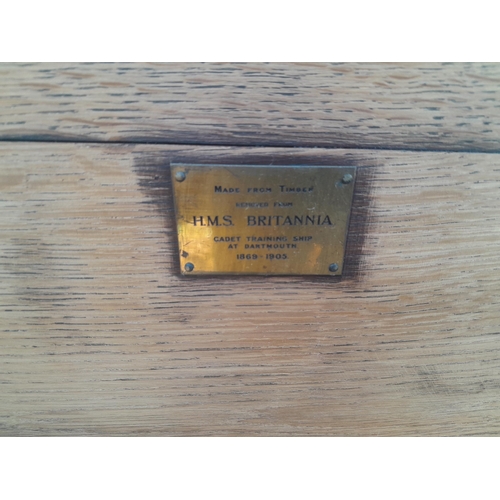 MADE FROM TIMBER
REMOVED FROM
H.M.S. BRITANNIA
CADET TRAINING SHIP
AT DARTMOUTH
1869-1905